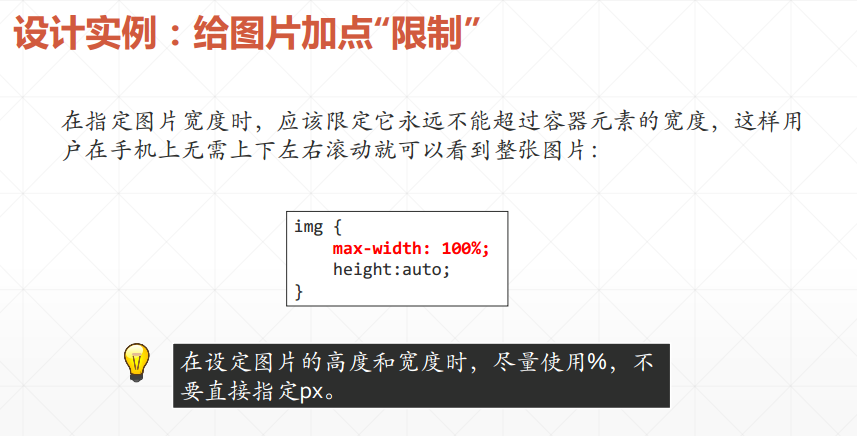 设计实例：给图片加点“限制”
在指定图片宽度时，应该限定它永远不能超过容器元素的宽度，这样用
户在手机上无需上下左右滚动就可以看到整张图片：
img {
    max-width: 100%;
    height:auto;
}
在设定图片的高度和宽度时，尽量使用%，不
要直接指定px。